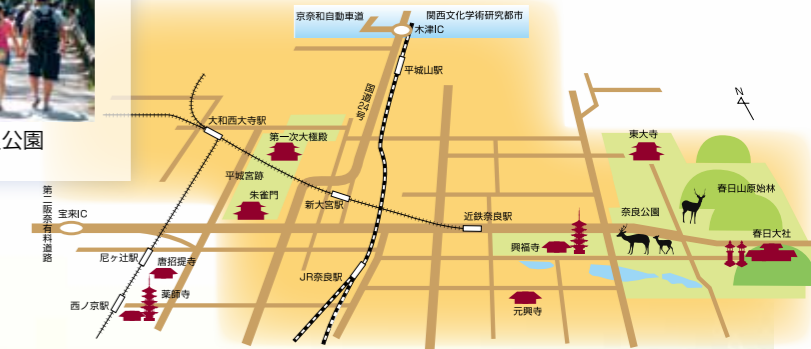 京奈和自動車道
関西文化学術研究都市
木津IC
平城山駅
国道24号
N
大和西大寺駅
第一次大極殿
東大寺
公園
平城宮跡
朱雀門
新大宮駅
近鉄奈良駅
奈良公園
春日山原始林
第二阪奈有料道路
宝来IC
興福寺
春日大社
尼ヶ辻駅
唐招提寺
JR奈良駅
薬師寺
西ノ京駅
元興寺